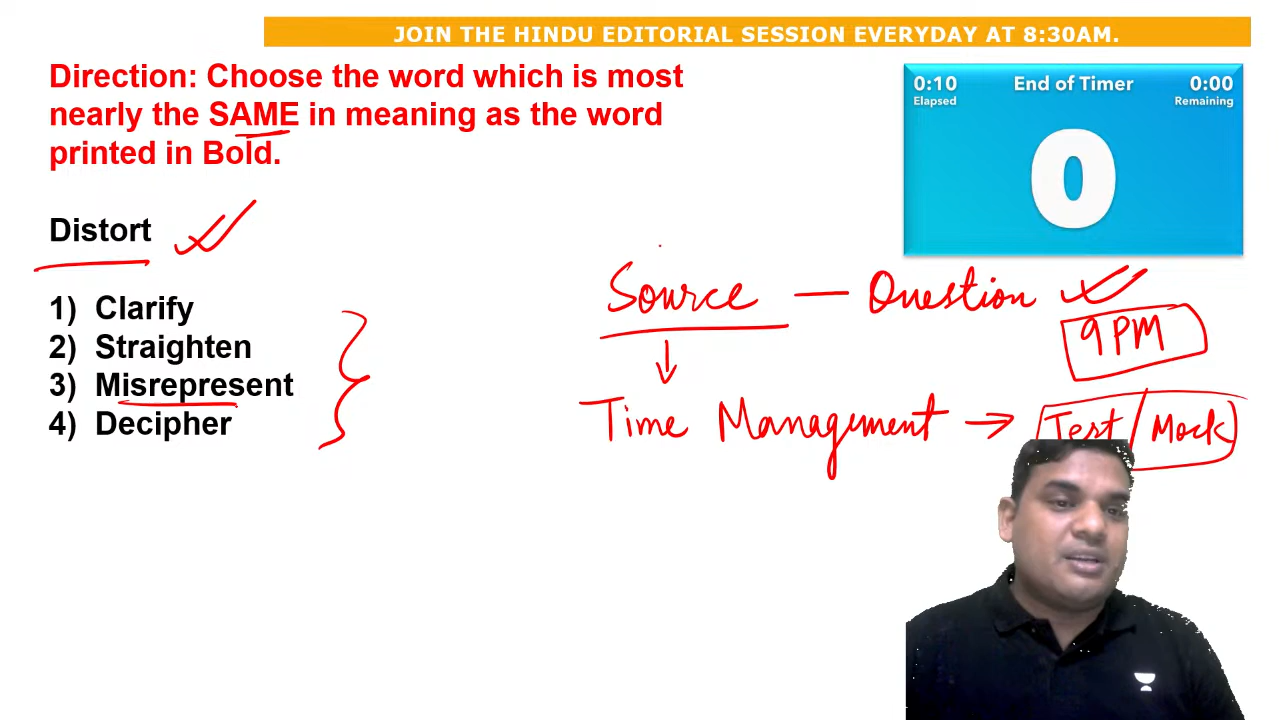 JOIN THE HINDU EDITORIAL SESSION EVERYDAY AT 8:30AM.
Direction: Choose the word which is most
nearly the SAME in meaning as the word
printed in Bold.
0:10 End of Timer 0:00
Elapsed Remaining
0
Distort
1) Clarify
2) Straighten
3) Misrepresent
4) Decipher
Source — Question
9 PM
Time Management → Test/Mock